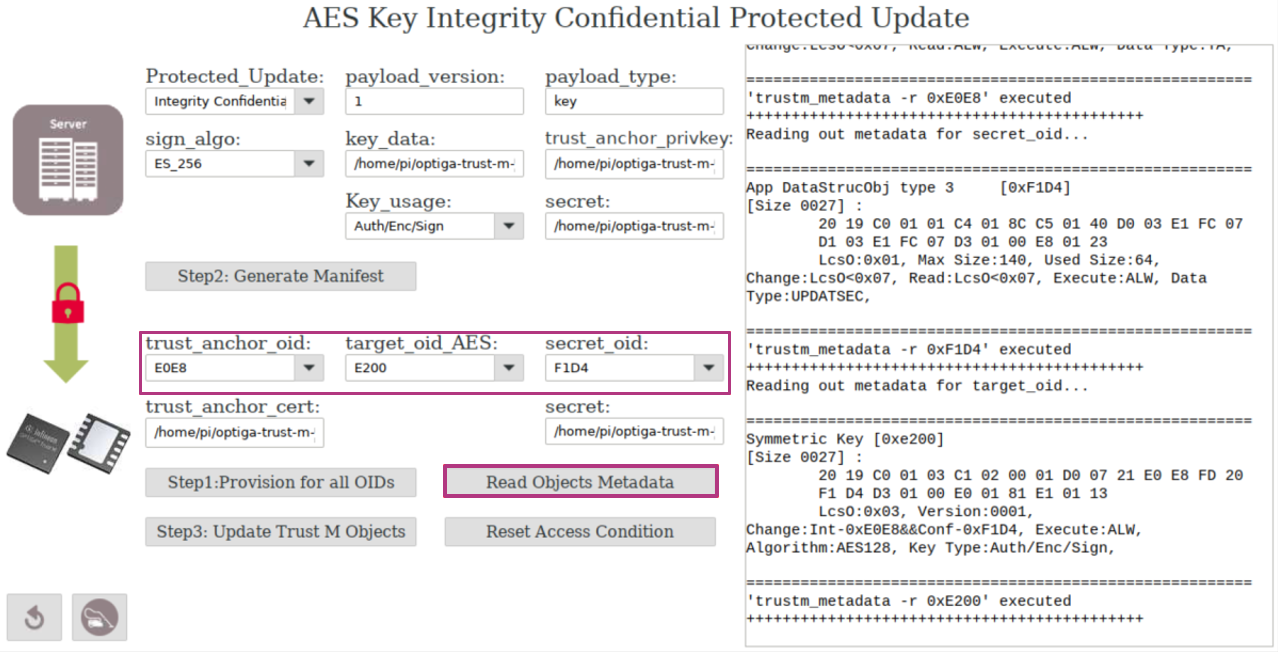 AES Key Integrity Confidential Protected Update
Server
Protected_Update: payload_version: payload_type:
Integrity Confidentia 1 key
sign_algo: key_data: trust_anchor_privkey:
ES_256 /home/pi/optiga-trust-m- /home/pi/optiga-trust-m-
Key_usage: secret:
Auth/Enc/Sign /home/pi/optiga-trust-m-
Step2: Generate Manifest
trust_anchor_oid: target_oid_AES: secret_oid:
E0E8 E200 F1D4
trust_anchor_cert: secret:
/home/pi/optiga-trust-m- /home/pi/optiga-trust-m-
Step1:Provision for all OIDs Read Objects Metadata
Step3: Update Trust M Objects Reset Access Condition
Change:LcsO<0x07, Read:ALW, Execute:ALW, Data Type:TA,
========================================================
'trustm_metadata -r 0xE0E8' executed
++++++++++++++++++++++++++++++++++++++++++++
Reading out metadata for secret_oid...
========================================================
App DataStrucObj type 3     [0xF1D4]
[Size 0027] :
20 19 C0 01 01 C4 01 8C C5 01 40 D0 03 E1 FC 07
D1 03 E1 FC 07 D3 01 00 E8 01 23
LcsO:0x01, Max Size:140, Used Size:64,
Change:LcsO<0x07, Read:LcsO<0x07, Execute:ALW, Data
Type:UPDATSEC,
========================================================
'trustm_metadata -r 0xF1D4' executed
++++++++++++++++++++++++++++++++++++++++++++
Reading out metadata for target_oid...
========================================================
Symmetric Key [0xe200]
[Size 0027] :
20 19 C0 01 03 C1 02 00 01 D0 07 21 E0 E8 FD 20
F1 D4 D3 01 00 E0 01 81 E1 01 13
LcsO:0x03, Version:0001,
Change:Int-0xE0E8&&Conf-0xF1D4, Execute:ALW,
Algorithm:AES128, Key Type:Auth/Enc/Sign,
========================================================
'trustm_metadata -r 0xE200' executed
++++++++++++++++++++++++++++++++++++++++++++